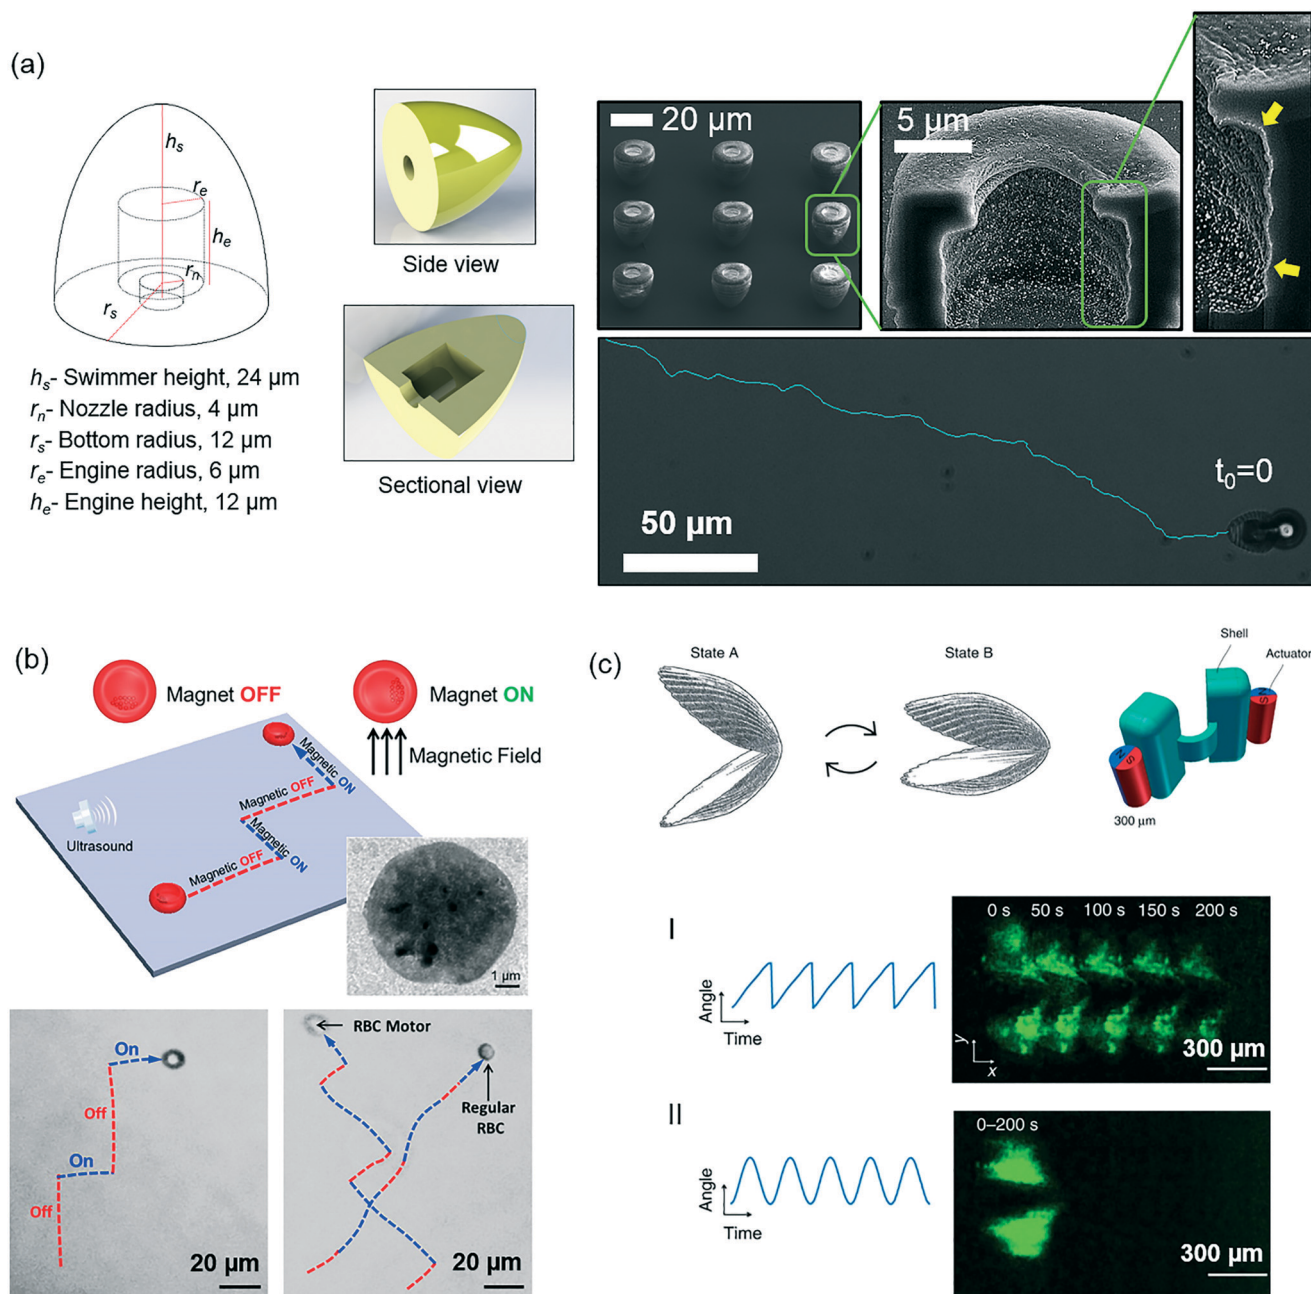 (a)
h_s
r_e
h_e
r_n
r_s
h_s- Swimmer height, 24 µm
r_n- Nozzle radius, 4 µm
r_s- Bottom radius, 12 µm
r_e- Engine radius, 6 µm
h_e- Engine height, 12 µm
Side view
Sectional view
20 µm
5 µm
t₀=0
50 µm
(b)
Magnet OFF
Magnet ON
Magnetic Field
Ultrasound
Magnetic OFF
Magnetic ON
Magnetic OFF
Magnetic ON
1 µm
On
Off
On
Off
20 µm
RBC Motor
Regular
RBC
20 µm
(c)
State A
State B
Shell
Actuator
N
S
N
S
300 µm
I
Angle
Time
0 s
50 s
100 s
150 s
200 s
y
x
300 µm
II
Angle
Time
0–200 s
300 µm